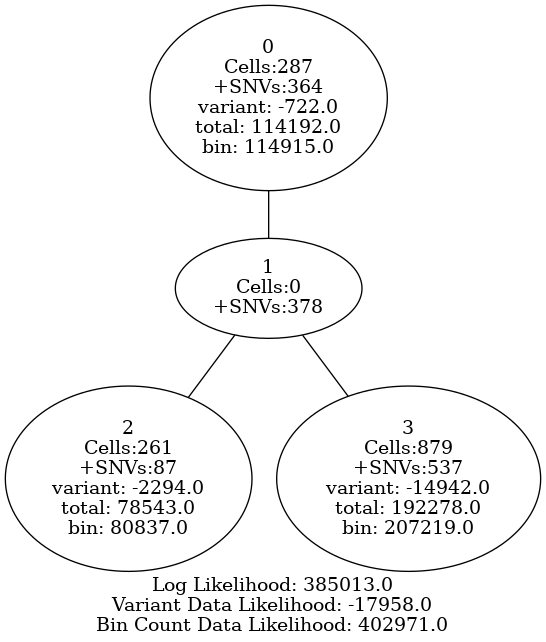 0
Cells:287
+SNVs:364
variant: -722.0
total: 114192.0
bin: 114915.0
1
Cells:0
+SNVs:378
2
Cells:261
+SNVs:87
variant: -2294.0
total: 78543.0
bin: 80837.0
3
Cells:879
+SNVs:537
variant: -14942.0
total: 192278.0
bin: 207219.0
Log Likelihood: 385013.0
Variant Data Likelihood: -17958.0
Bin Count Data Likelihood: 402971.0